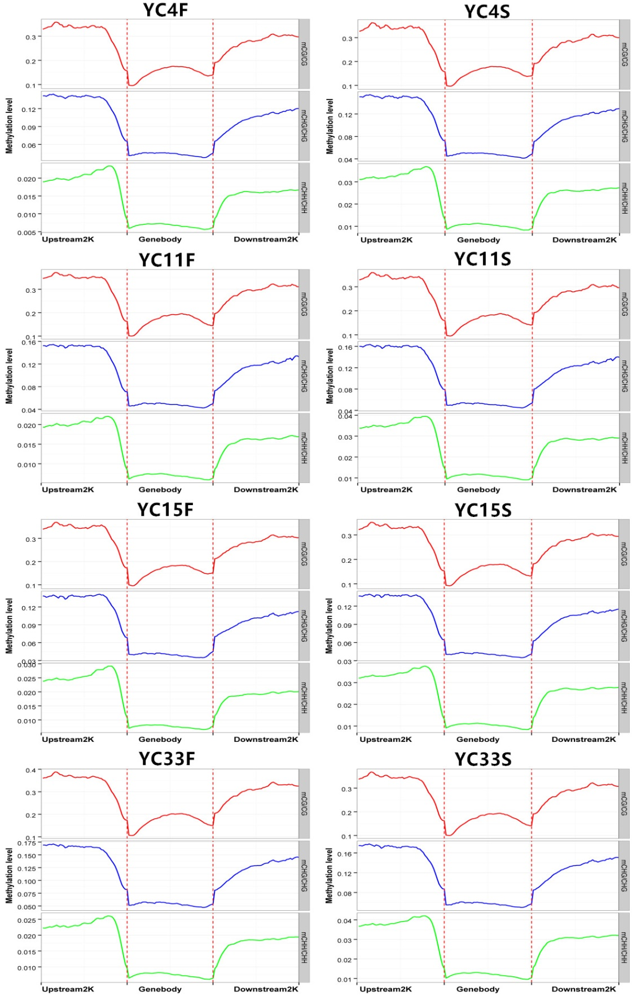 YC4F
0.3
0.2
0.1
mCG/CG
0.12
0.09
0.06
mCHG/CHG
Methylation level
0.020
0.015
0.010
0.005
mCHH/CHH
Upstream2K Genebody Downstream2K
YC4S
0.3
0.2
0.1
mCG/CG
0.12
0.08
0.04
mCHG/CHG
Methylation level
0.03
0.02
0.01
mCHH/CHH
Upstream2K Genebody Downstream2K
YC11F
0.3
0.2
0.1
mCG/CG
0.16
0.12
0.08
0.04
mCHG/CHG
Methylation level
0.020
0.015
0.010
mCHH/CHH
Upstream2K Genebody Downstream2K
YC11S
0.3
0.2
0.1
mCG/CG
0.16
0.12
0.08
0.04
mCHG/CHG
Methylation level
0.04
0.03
0.02
0.01
mCHH/CHH
Upstream2K Genebody Downstream2K
YC15F
0.3
0.2
0.1
mCG/CG
0.12
0.09
0.06
0.03
mCHG/CHG
Methylation level
0.030
0.025
0.020
0.015
0.010
mCHH/CHH
Upstream2K Genebody Downstream2K
YC15S
0.3
0.2
0.1
mCG/CG
0.12
0.09
0.06
0.03
mCHG/CHG
Methylation level
0.03
0.02
0.01
mCHH/CHH
Upstream2K Genebody Downstream2K
YC33F
0.4
0.3
0.2
0.1
mCG/CG
0.175
0.150
0.125
0.100
0.075
0.050
mCHG/CHG
Methylation level
0.025
0.020
0.015
0.010
mCHH/CHH
Upstream2K Genebody Downstream2K
YC33S
0.3
0.2
0.1
mCG/CG
0.16
0.12
0.08
mCHG/CHG
Methylation level
0.04
0.03
0.02
0.01
mCHH/CHH
Upstream2K Genebody Downstream2K